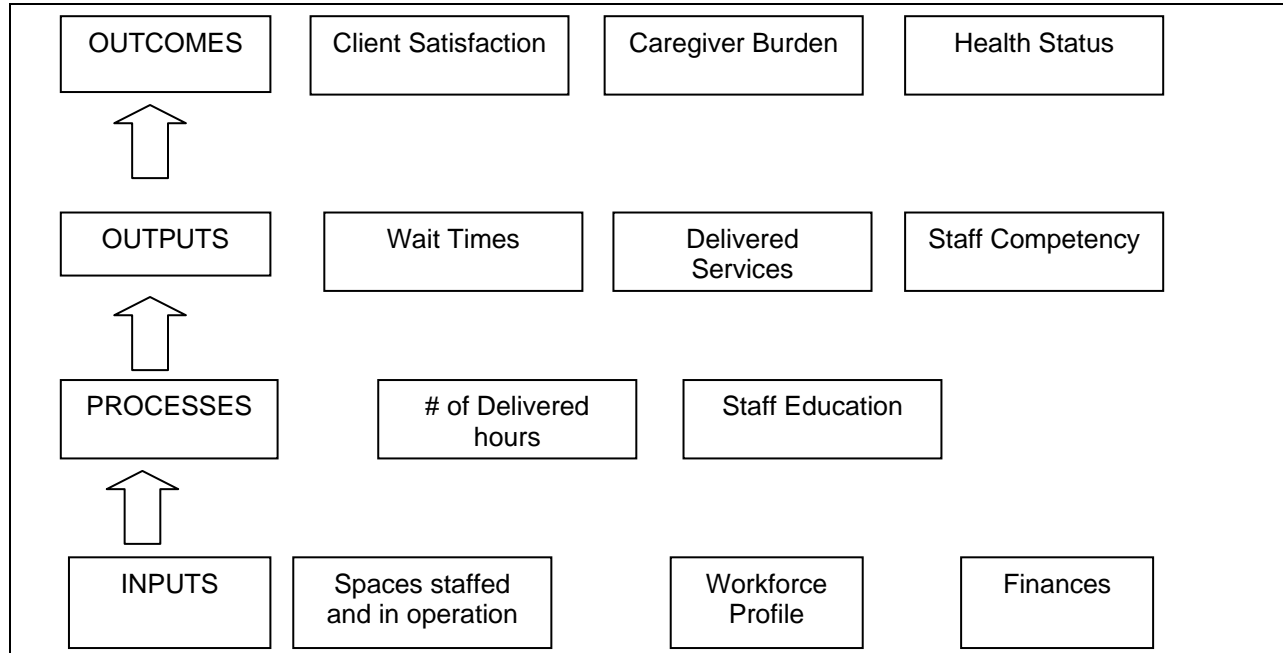 OUTCOMES
Client Satisfaction
Caregiver Burden
Health Status
OUTPUTS
Wait Times
Delivered
Services
Staff Competency
PROCESSES
# of Delivered
hours
Staff Education
INPUTS
Spaces staffed
and in operation
Workforce
Profile
Finances